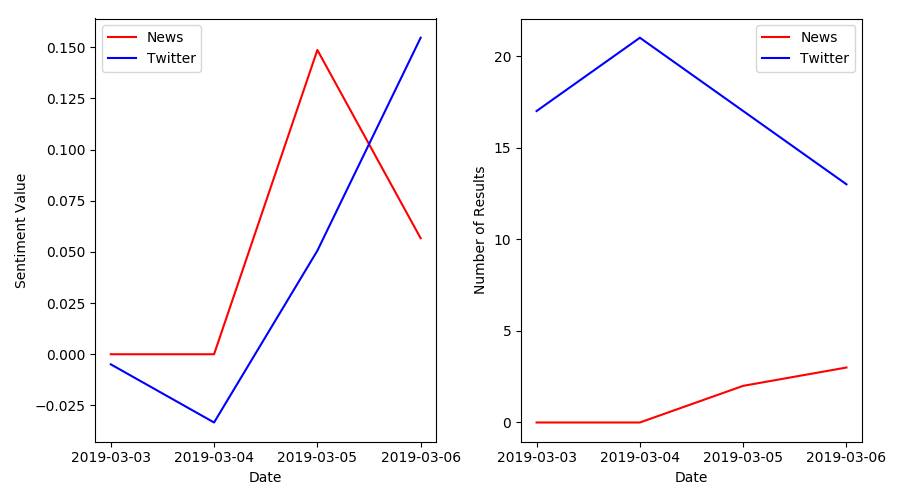 News
Twitter
0.150
0.125
0.100
0.075
0.050
0.025
0.000
−0.025
Sentiment Value
2019-03-03 2019-03-04 2019-03-05 2019-03-06
Date
News
Twitter
20
15
10
5
0
Number of Results
2019-03-03 2019-03-04 2019-03-05 2019-03-06
Date